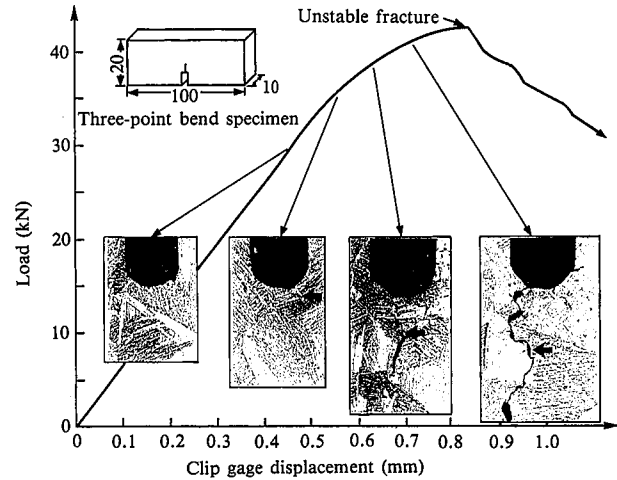 Unstable fracture
40
20
10
100
Three-point bend specimen
30
20
10
0
Load (kN)
0 0.1 0.2 0.3 0.4 0.5 0.6 0.7 0.8 0.9 1.0
Clip gage displacement (mm)